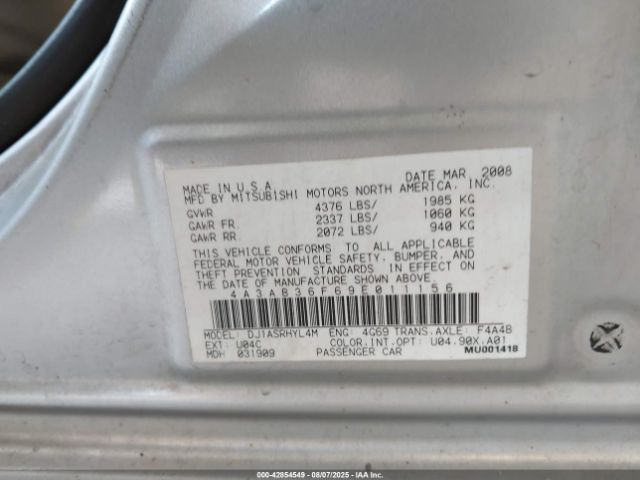 MADE IN U.S.A. DATE MAR, 2008
MFD BY MITSUBISHI MOTORS NORTH AMERICA, INC.
GVWR 4376 LBS/ 1985 KG
GAWR FR. 2337 LBS/ 1060 KG
GAWR RR. 2072 LBS/ 940 KG
THIS VEHICLE CONFORMS TO ALL APPLICABLE
FEDERAL MOTOR VEHICLE SAFETY, BUMPER, AND
THEFT PREVENTION STANDARDS IN EFFECT ON
THE DATE OF MANUFACTURE SHOWN ABOVE.
4A3AB36F69E011156
MODEL: DJ1ASRHYL4M ENG: 4G69 TRANS.AXLE: F4A4B
EXT: U04C COLOR.INT.OPT: U04.90X.A01
MDH 031909 PASSENGER CAR MU001418
000-42854549 - 08/07/2025 - IAAI.com